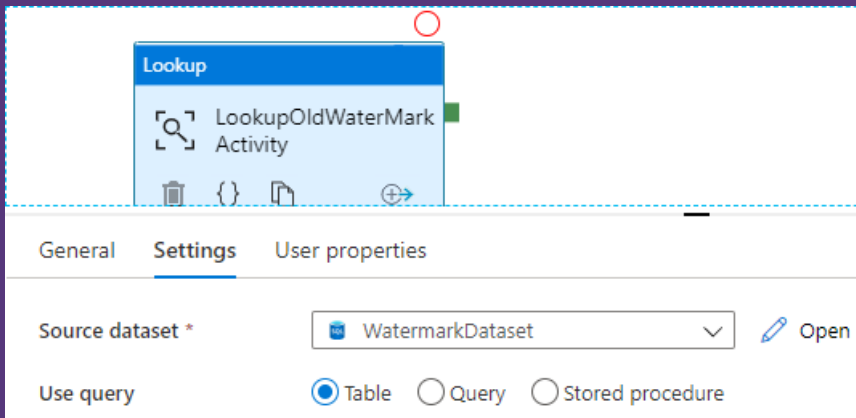 Lookup
LookupOldWaterMark
Activity
{}
General Settings User properties
Source dataset * WatermarkDataset Open
Use query Table Query Stored procedure